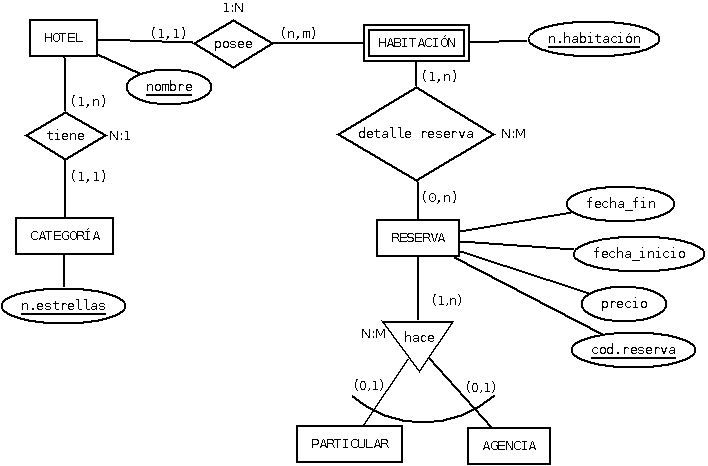 1:N
HOTEL
(1,1)
posee
(n,m)
HABITACIÓN
n.habitación
nombre
(1,n)
(1,n)
tiene
N:1
detalle reserva
N:M
(1,1)
(0,n)
fecha_fin
CATEGORÍA
RESERVA
fecha_inicio
n.estrellas
(1,n)
precio
N:M
hace
cod.reserva
(0,1)
(0,1)
PARTICULAR
AGENCIA